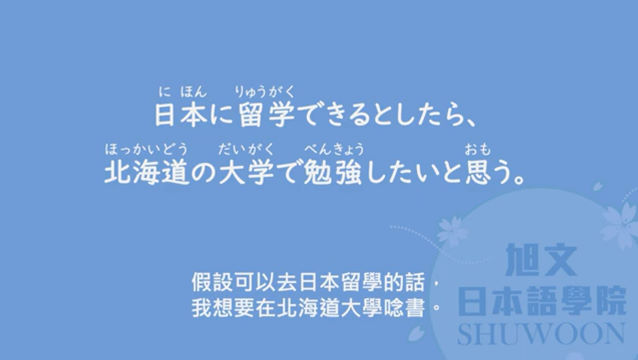 に ほん りゅうがく
日本に留学できるとしたら、
ほっかいどう だいがく べんきょう おも
北海道の大学で勉強したいと思う。
假設可以去日本留學的話，
我想要在北海道大學唸書。
旭文
日本語學院
SHUWOON